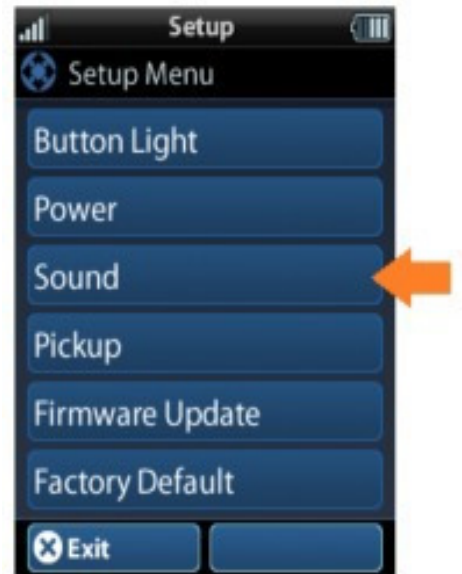 Setup
Setup Menu
Button Light
Power
Sound
Pickup
Firmware Update
Factory Default
Exit